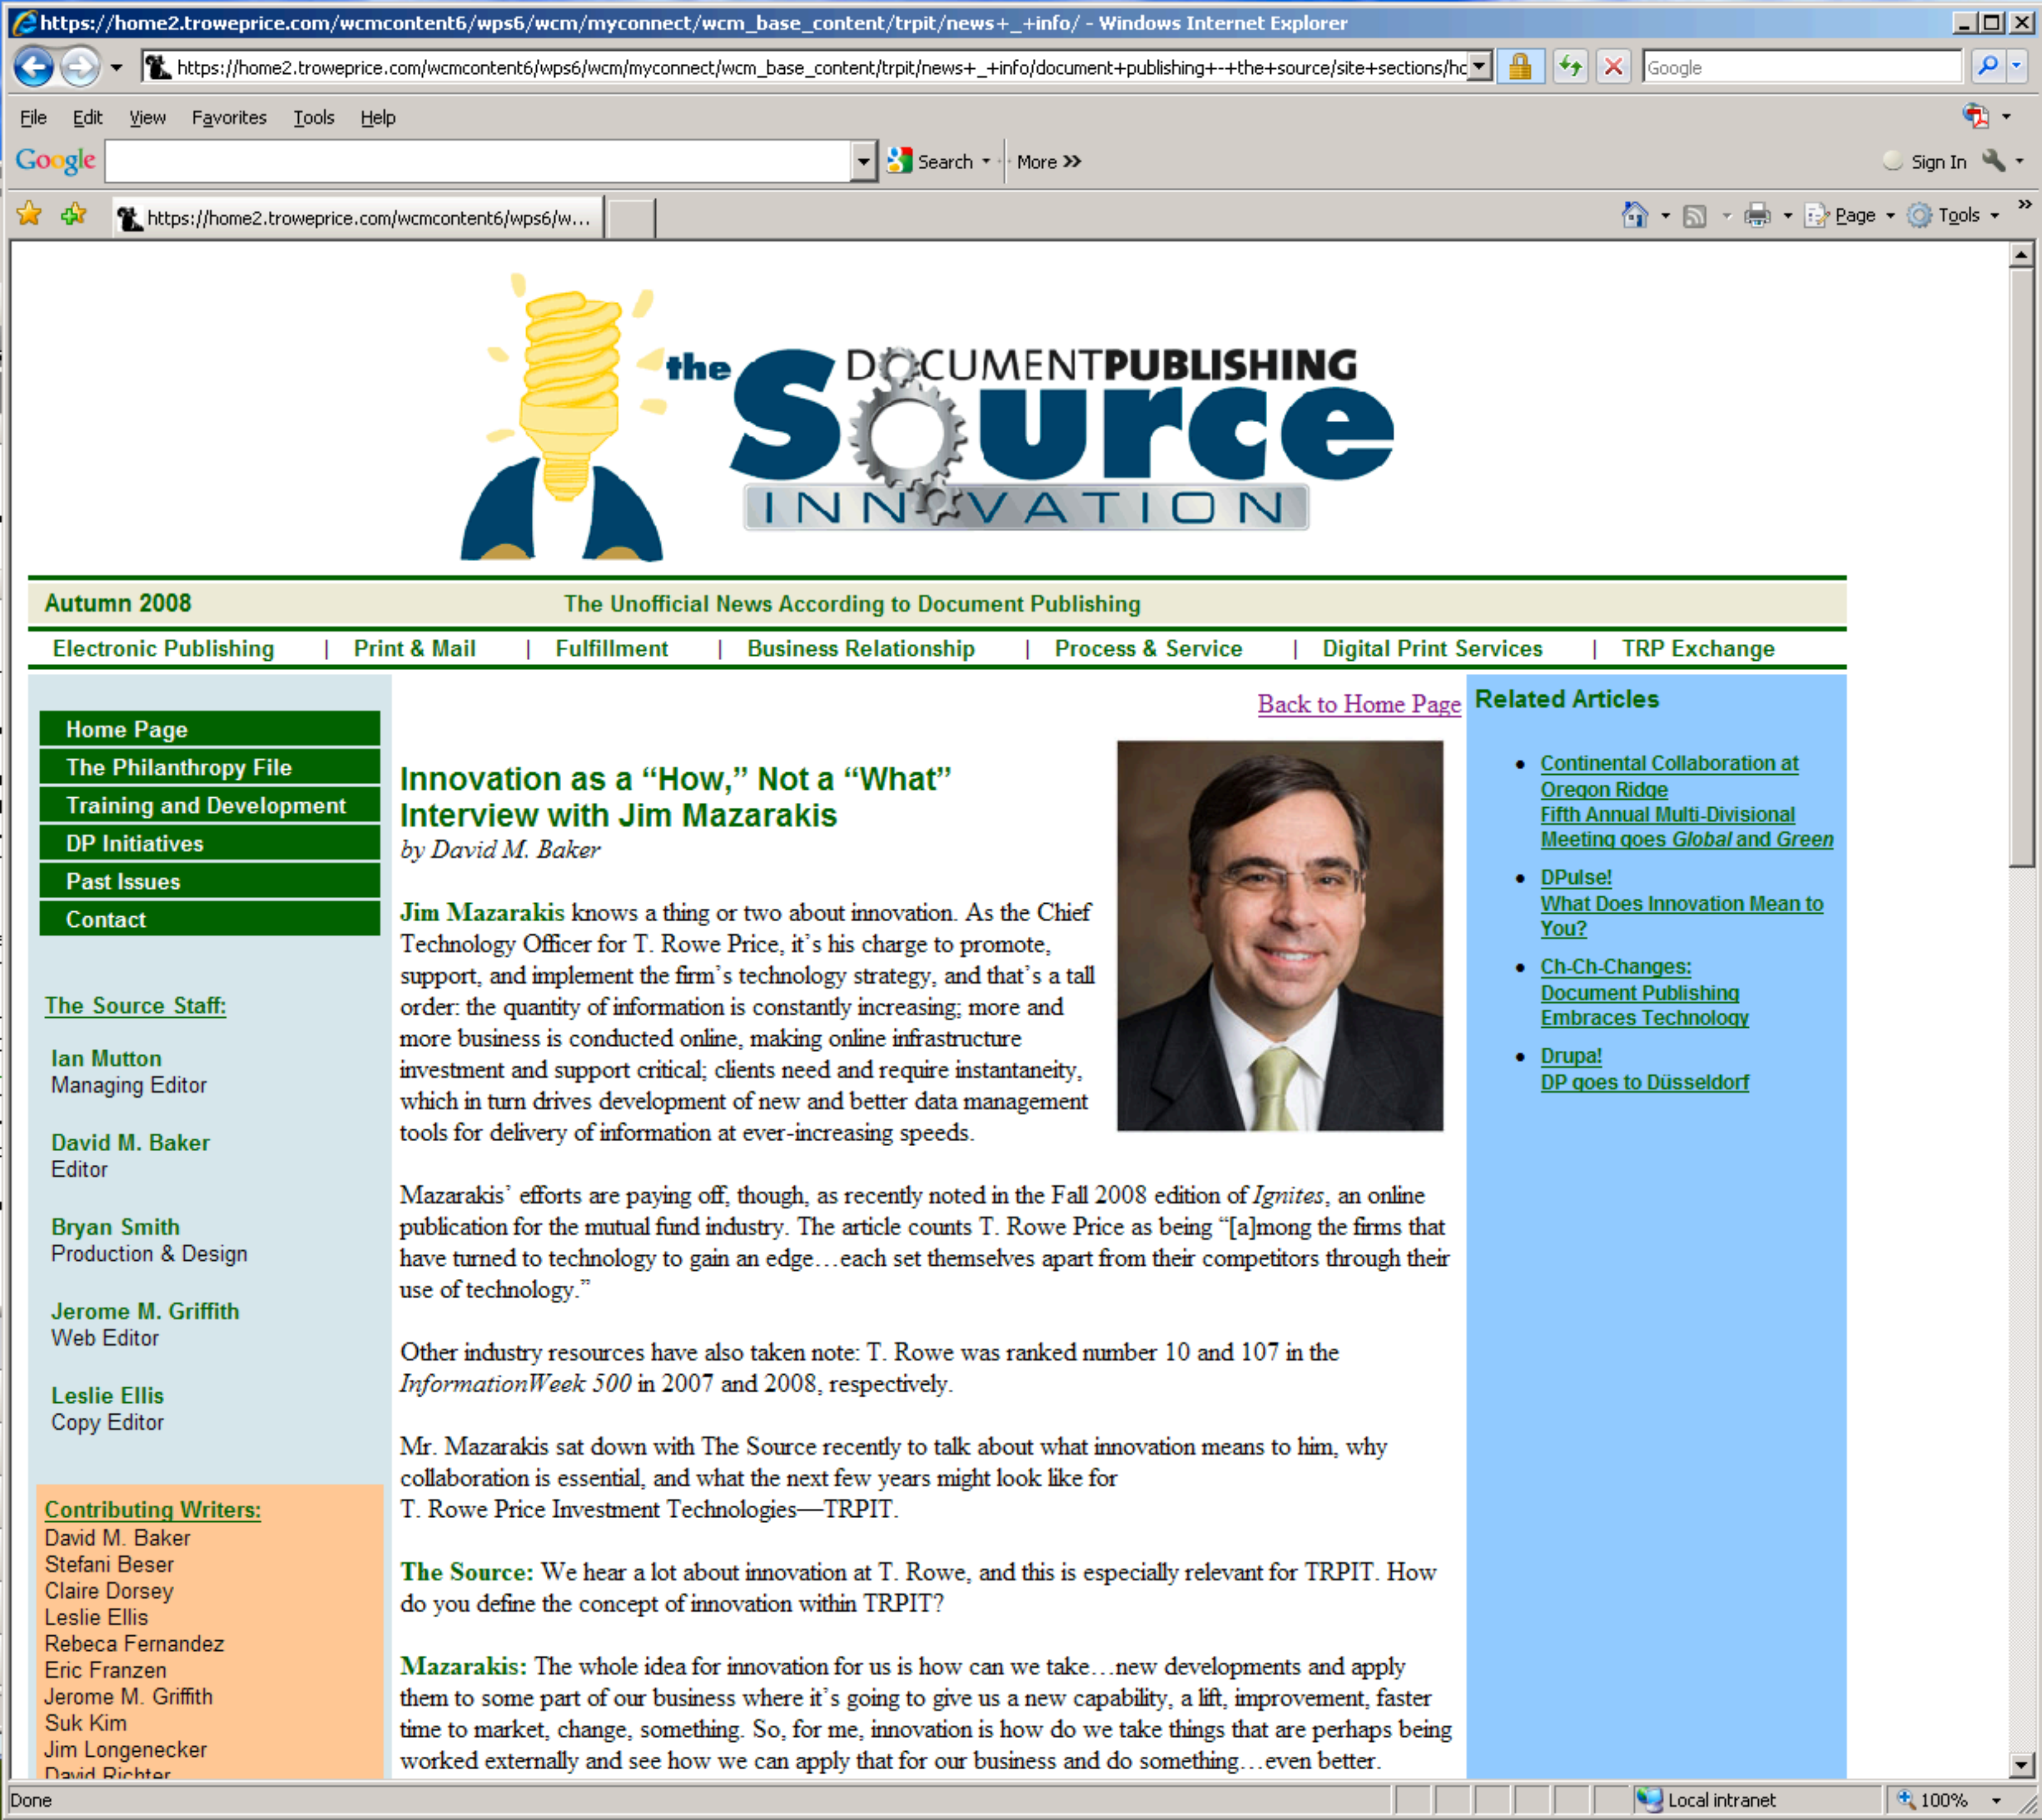 https://home2.troweprice.com/wcmcontent6/wps6/wcm/myconnect/wcm_base_content/trpit/news+_+info/ - Windows Internet Explorer
https://home2.troweprice.com/wcmcontent6/wps6/wcm/myconnect/wcm_base_content/trpit/news+_+info/document+publishing+-+the+source/site+sections/hc
Google
File Edit View Favorites Tools Help
Google Search More >> Sign In
https://home2.troweprice.com/wcmcontent6/wps6/w...
Page Tools
the DOCUMENTPUBLISHING
Source
INNOVATION
Autumn 2008 The Unofficial News According to Document Publishing
Electronic Publishing | Print & Mail | Fulfillment | Business Relationship | Process & Service | Digital Print Services | TRP Exchange
Home Page
The Philanthropy File
Training and Development
DP Initiatives
Past Issues
Contact
The Source Staff:
Ian Mutton
Managing Editor
David M. Baker
Editor
Bryan Smith
Production & Design
Jerome M. Griffith
Web Editor
Leslie Ellis
Copy Editor
Contributing Writers:
David M. Baker
Stefani Beser
Claire Dorsey
Leslie Ellis
Rebeca Fernandez
Eric Franzen
Jerome M. Griffith
Suk Kim
Jim Longenecker
David Richter
Back to Home Page
Innovation as a “How,” Not a “What”
Interview with Jim Mazarakis
by David M. Baker
Jim Mazarakis knows a thing or two about innovation. As the Chief
Technology Officer for T. Rowe Price, it’s his charge to promote,
support, and implement the firm’s technology strategy, and that’s a tall
order: the quantity of information is constantly increasing; more and
more business is conducted online, making online infrastructure
investment and support critical; clients need and require instantaneity,
which in turn drives development of new and better data management
tools for delivery of information at ever-increasing speeds.
Mazarakis’ efforts are paying off, though, as recently noted in the Fall 2008 edition of Ignites, an online
publication for the mutual fund industry. The article counts T. Rowe Price as being “[a]mong the firms that
have turned to technology to gain an edge…each set themselves apart from their competitors through their
use of technology.”
Other industry resources have also taken note: T. Rowe was ranked number 10 and 107 in the
InformationWeek 500 in 2007 and 2008, respectively.
Mr. Mazarakis sat down with The Source recently to talk about what innovation means to him, why
collaboration is essential, and what the next few years might look like for
T. Rowe Price Investment Technologies—TRPIT.
The Source: We hear a lot about innovation at T. Rowe, and this is especially relevant for TRPIT. How
do you define the concept of innovation within TRPIT?
Mazarakis: The whole idea for innovation for us is how can we take…new developments and apply
them to some part of our business where it’s going to give us a new capability, a lift, improvement, faster
time to market, change, something. So, for me, innovation is how do we take things that are perhaps being
worked externally and see how we can apply that for our business and do something…even better.
Related Articles
• Continental Collaboration at
Oregon Ridge
Fifth Annual Multi-Divisional
Meeting goes Global and Green
• DPulse!
What Does Innovation Mean to
You?
• Ch-Ch-Changes:
Document Publishing
Embraces Technology
• Drupa!
DP goes to Düsseldorf
Done Local intranet 100%